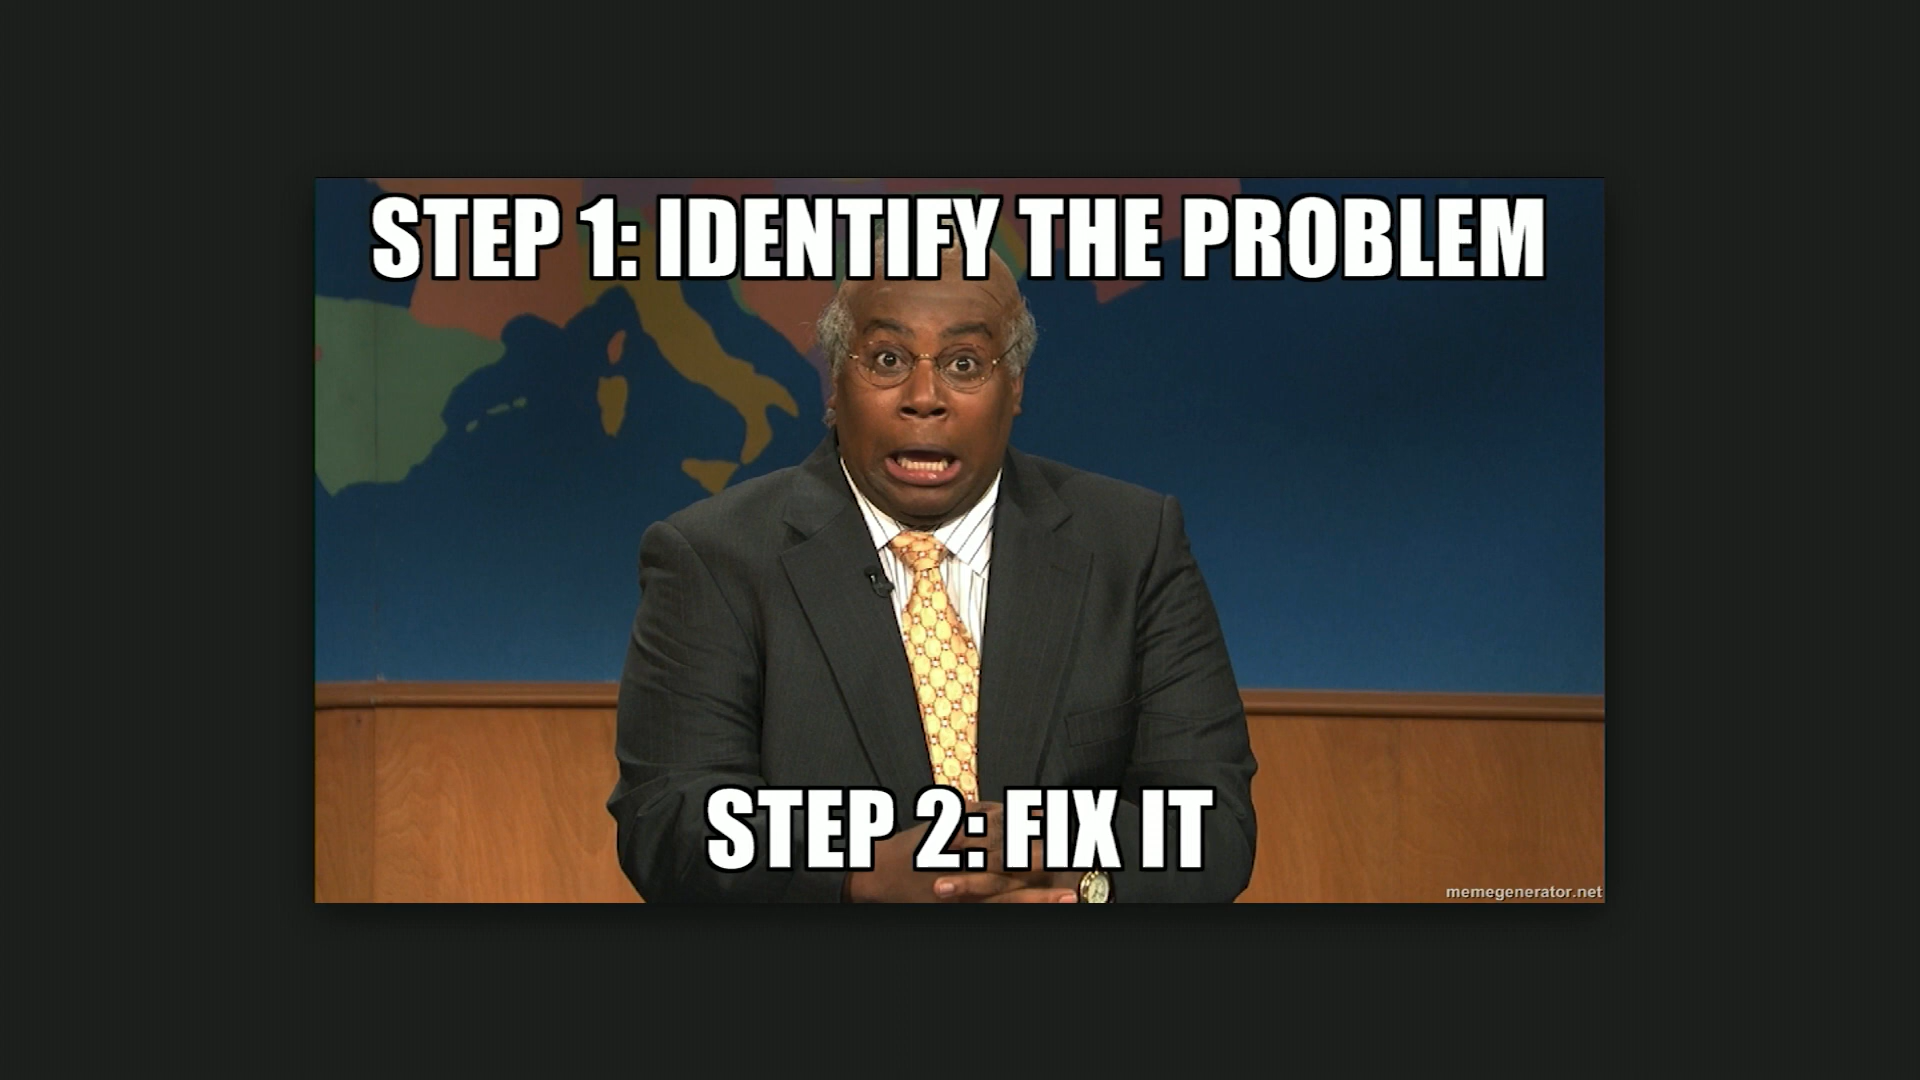 STEP 1: IDENTIFY THE PROBLEM
STEP 2: FIX IT
memegenerator.net